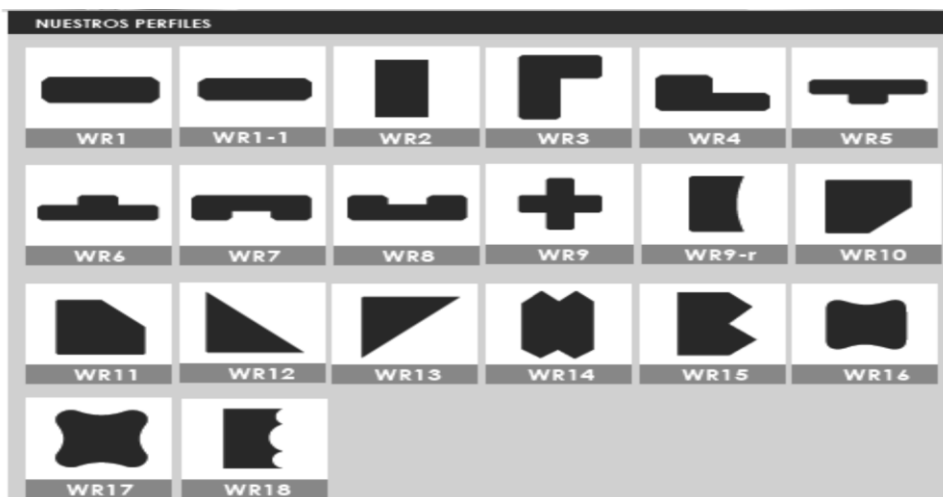 NUESTROS PERFILES
WR1 WR1-1 WR2 WR3 WR4 WR5
WR6 WR7 WR8 WR9 WR9-r WR10
WR11 WR12 WR13 WR14 WR15 WR16
WR17 WR18